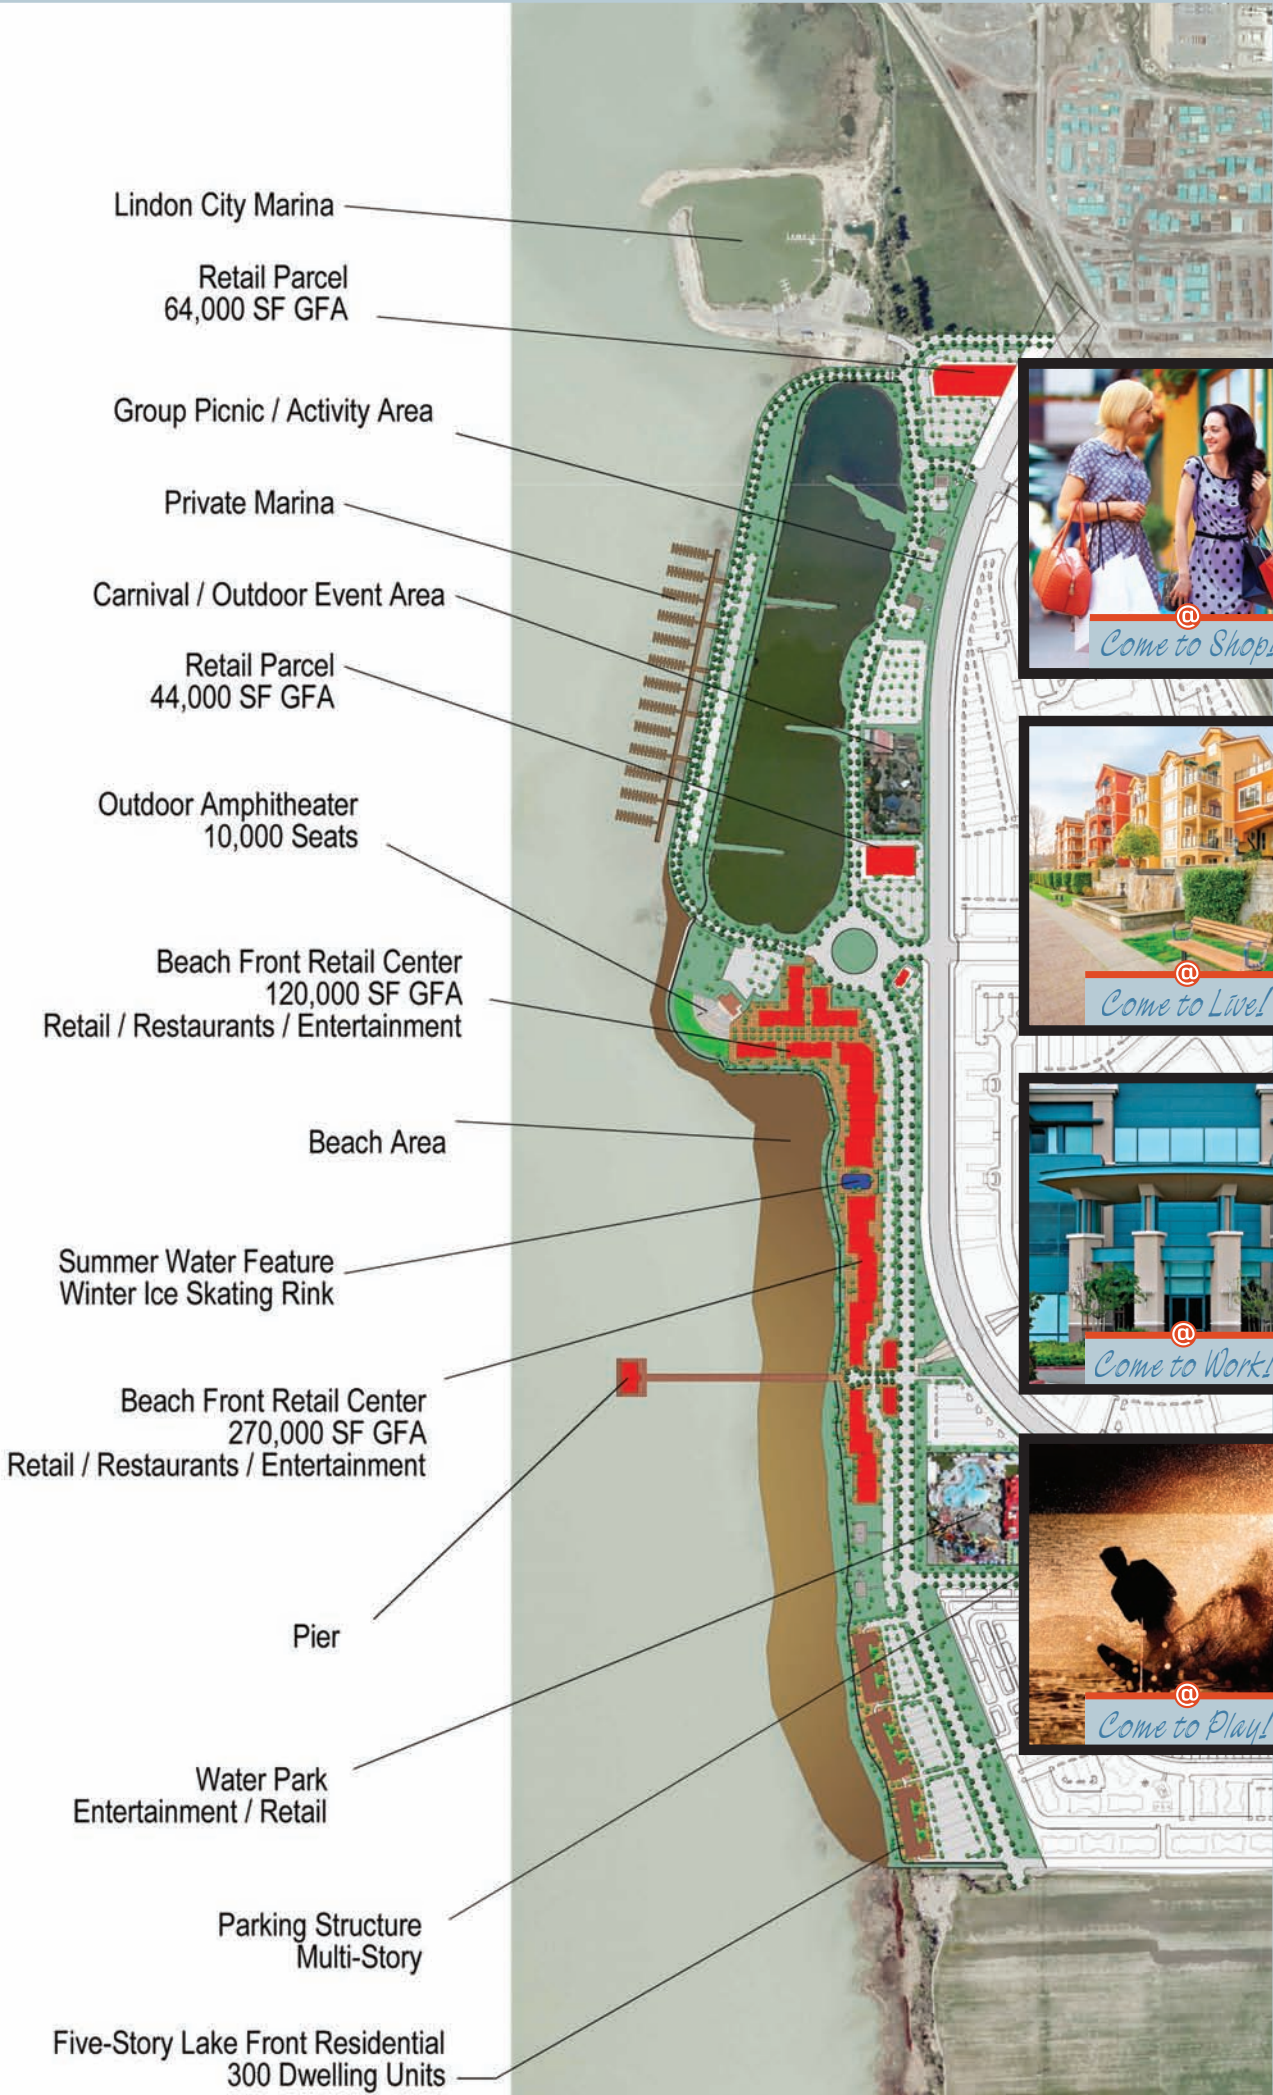 Lindon City Marina
Retail Parcel
64,000 SF GFA
Group Picnic / Activity Area
Private Marina
Carnival / Outdoor Event Area
Retail Parcel
44,000 SF GFA
Outdoor Amphitheater
10,000 Seats
Beach Front Retail Center
120,000 SF GFA
Retail / Restaurants / Entertainment
Beach Area
Summer Water Feature
Winter Ice Skating Rink
Beach Front Retail Center
270,000 SF GFA
Retail / Restaurants / Entertainment
Pier
Water Park
Entertainment / Retail
Parking Structure
Multi-Story
Five-Story Lake Front Residential
300 Dwelling Units
@
Come to Shop!
@
Come to Live!
@
Come to Work!
@
Come to Play!